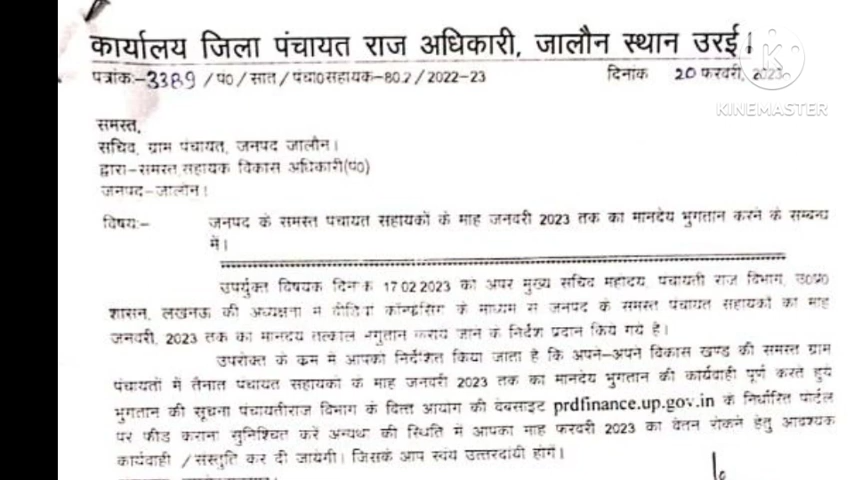 कार्यालय जिला पंचायत राज अधिकारी, जालौन स्थान उरई।
पत्रांक:-3389 /पं0/सात/पंचा0सहायक-80.2/2022-23 दिनांक 20 फरवरी, 2023
KINEMASTER
समस्त,
सचिव, ग्राम पंचायत, जनपद जालौन।
द्वारा-समस्त सहायक विकास अधिकारी(पं0)
जनपद-जालौन।
विषय:- जनपद के समस्त पंचायत सहायकों के माह जनवरी 2023 तक का मानदेय भुगतान करने के सम्बन्ध
में।
उपर्युक्त विषयक दिनांक 17.02.2023 को अपर मुख्य सचिव महोदय, पंचायती राज विभाग, उ0प्र0
शासन, लखनऊ की अध्यक्षता में वीडियो कॉन्फ्रेंसिंग के माध्यम से जनपद के समस्त पंचायत सहायकों का माह
जनवरी, 2023 तक का मानदेय तत्काल भुगतान कराये जाने के निर्देश प्रदान किये गये है।
उपरोक्त के क्रम में आपको निर्देशित किया जाता है कि अपने-अपने विकास खण्ड की समस्त ग्राम
पंचायतों में तैनात पंचायत सहायकों के माह जनवरी 2023 तक का मानदेय भुगतान की कार्यवाही पूर्ण करते हुये
भुगतान की सूचना पंचायतीराज विभाग के वित्त आयोग की वेबसाइट prdfinance.up.gov.in के निर्धारित पोर्टल
पर फीड कराना सुनिश्चित करें अन्यथा की स्थिति में आपका माह फरवरी 2023 का वेतन रोकने हेतु आवश्यक
कार्यवाही /संस्तुति कर दी जायेगी। जिसके आप स्वंय उत्तरदायी होगें।